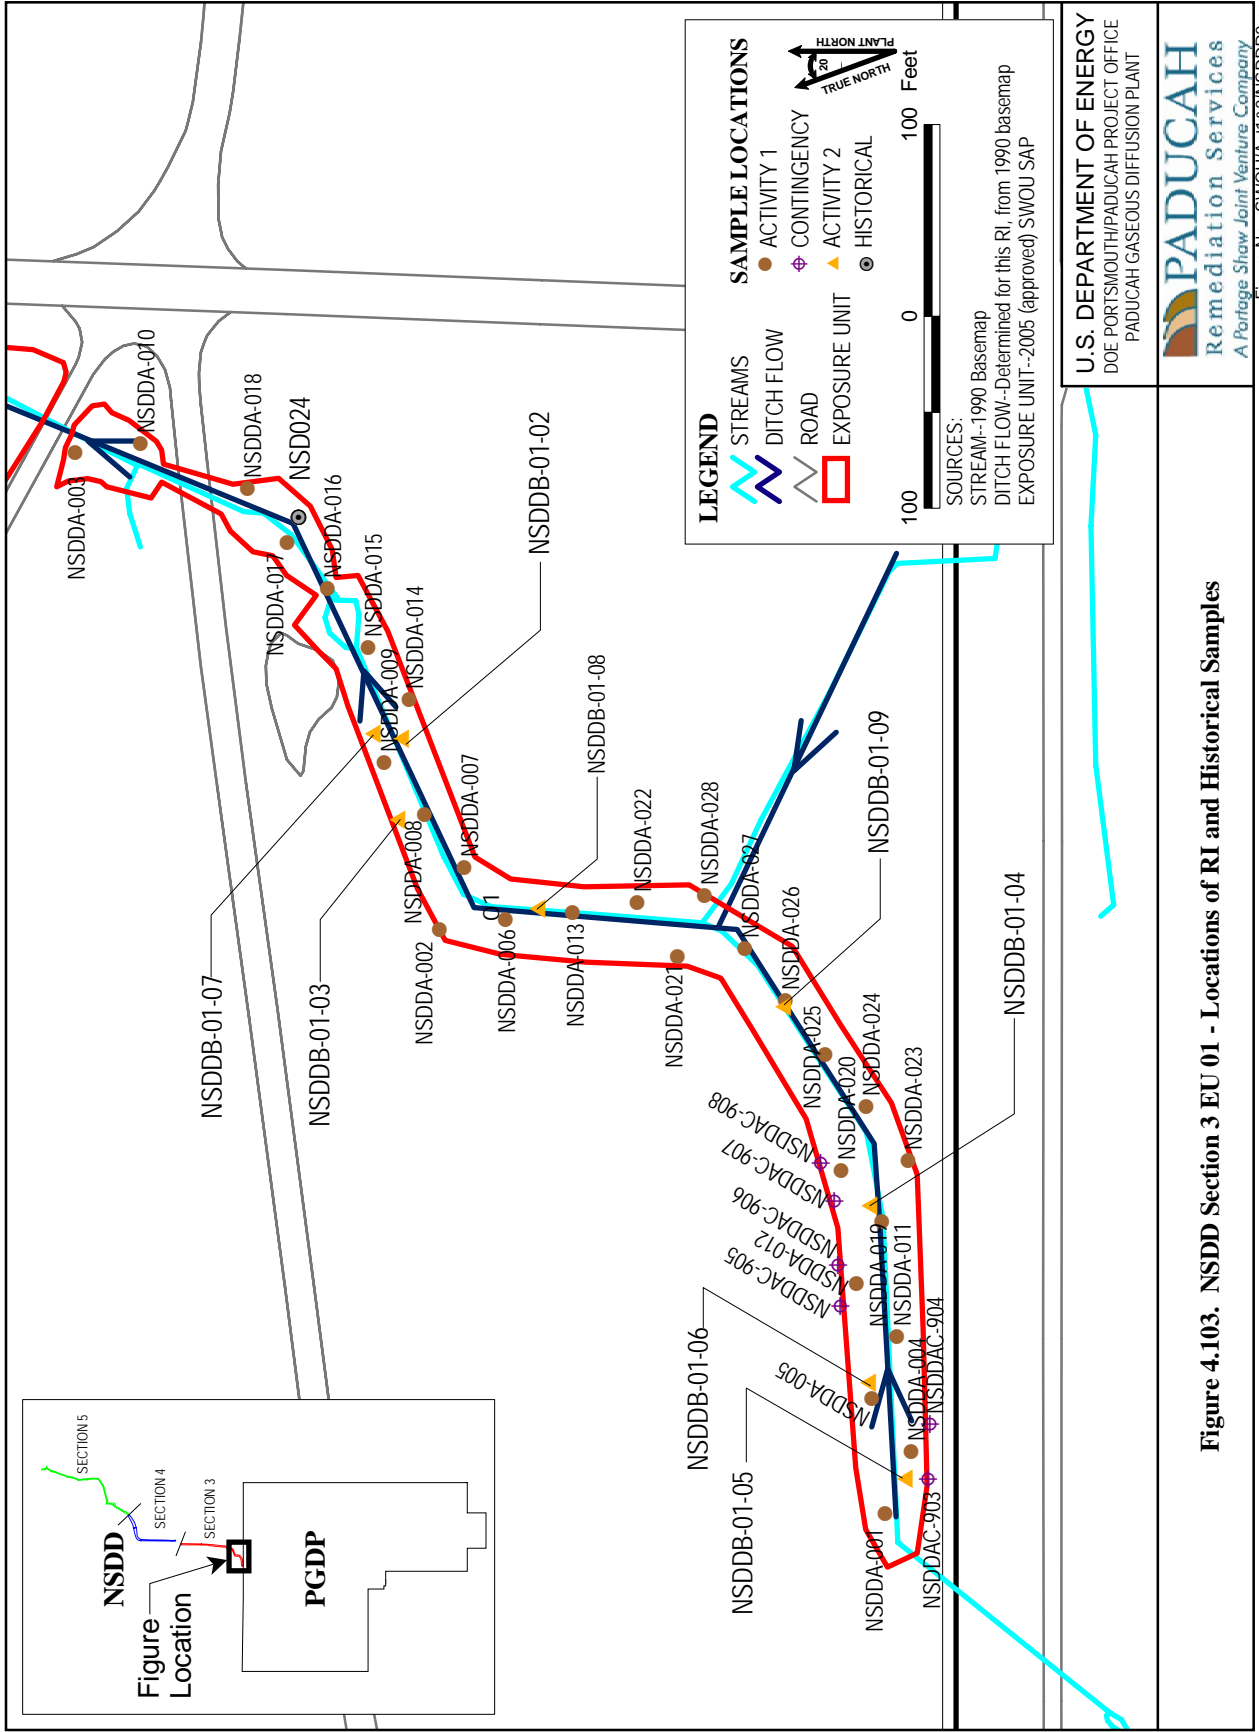 NSDD
Figure
Location
PGDP
SECTION 3
SECTION 4
SECTION 5
NSDDA-003
NSDDA-010
NSDDA-018
NSD024
NSDDA-017
NSDDA-016
NSDDA-015
NSDDA-014
NSDDA-009
NSDDB-01-02
NSDDB-01-07
NSDDB-01-03
NSDDA-008
NSDDA-007
NSDDA-002
NSDDA-006
NSDDB-01-08
NSDDA-013
NSDDA-022
NSDDA-021
NSDDA-028
NSDDA-027
NSDDA-026
NSDDB-01-09
NSDDA-025
NSDDA-024
NSDDA-020
NSDDA-023
NSDDB-01-04
NSDDAC-908
NSDDAC-907
NSDDAC-906
NSDDA-012
NSDDAC-905
NSDDA-019
NSDDA-011
NSDDB-01-06
NSDDA-005
NSDDA-004
NSDDAC-904
NSDDB-01-05
NSDDA-001
NSDDAC-903
LEGEND
STREAMS
DITCH FLOW
ROAD
EXPOSURE UNIT
SAMPLE LOCATIONS
ACTIVITY 1
CONTINGENCY
ACTIVITY 2
HISTORICAL
TRUE NORTH
20
PLANT NORTH
100 0 100 Feet
SOURCES:
STREAM--1990 Basemap
DITCH FLOW--Determined for this RI, from 1990 basemap
EXPOSURE UNIT--2005 (approved) SWOU SAP
U.S. DEPARTMENT OF ENERGY
DOE PORTSMOUTH/PADUCAH PROJECT OFFICE
PADUCAH GASEOUS DIFFUSION PLANT
PADUCAH
Remediation Services
A Portage Shaw Joint Venture Company
Figure 4.103. NSDD Section 3 EU 01 - Locations of RI and Historical Samples